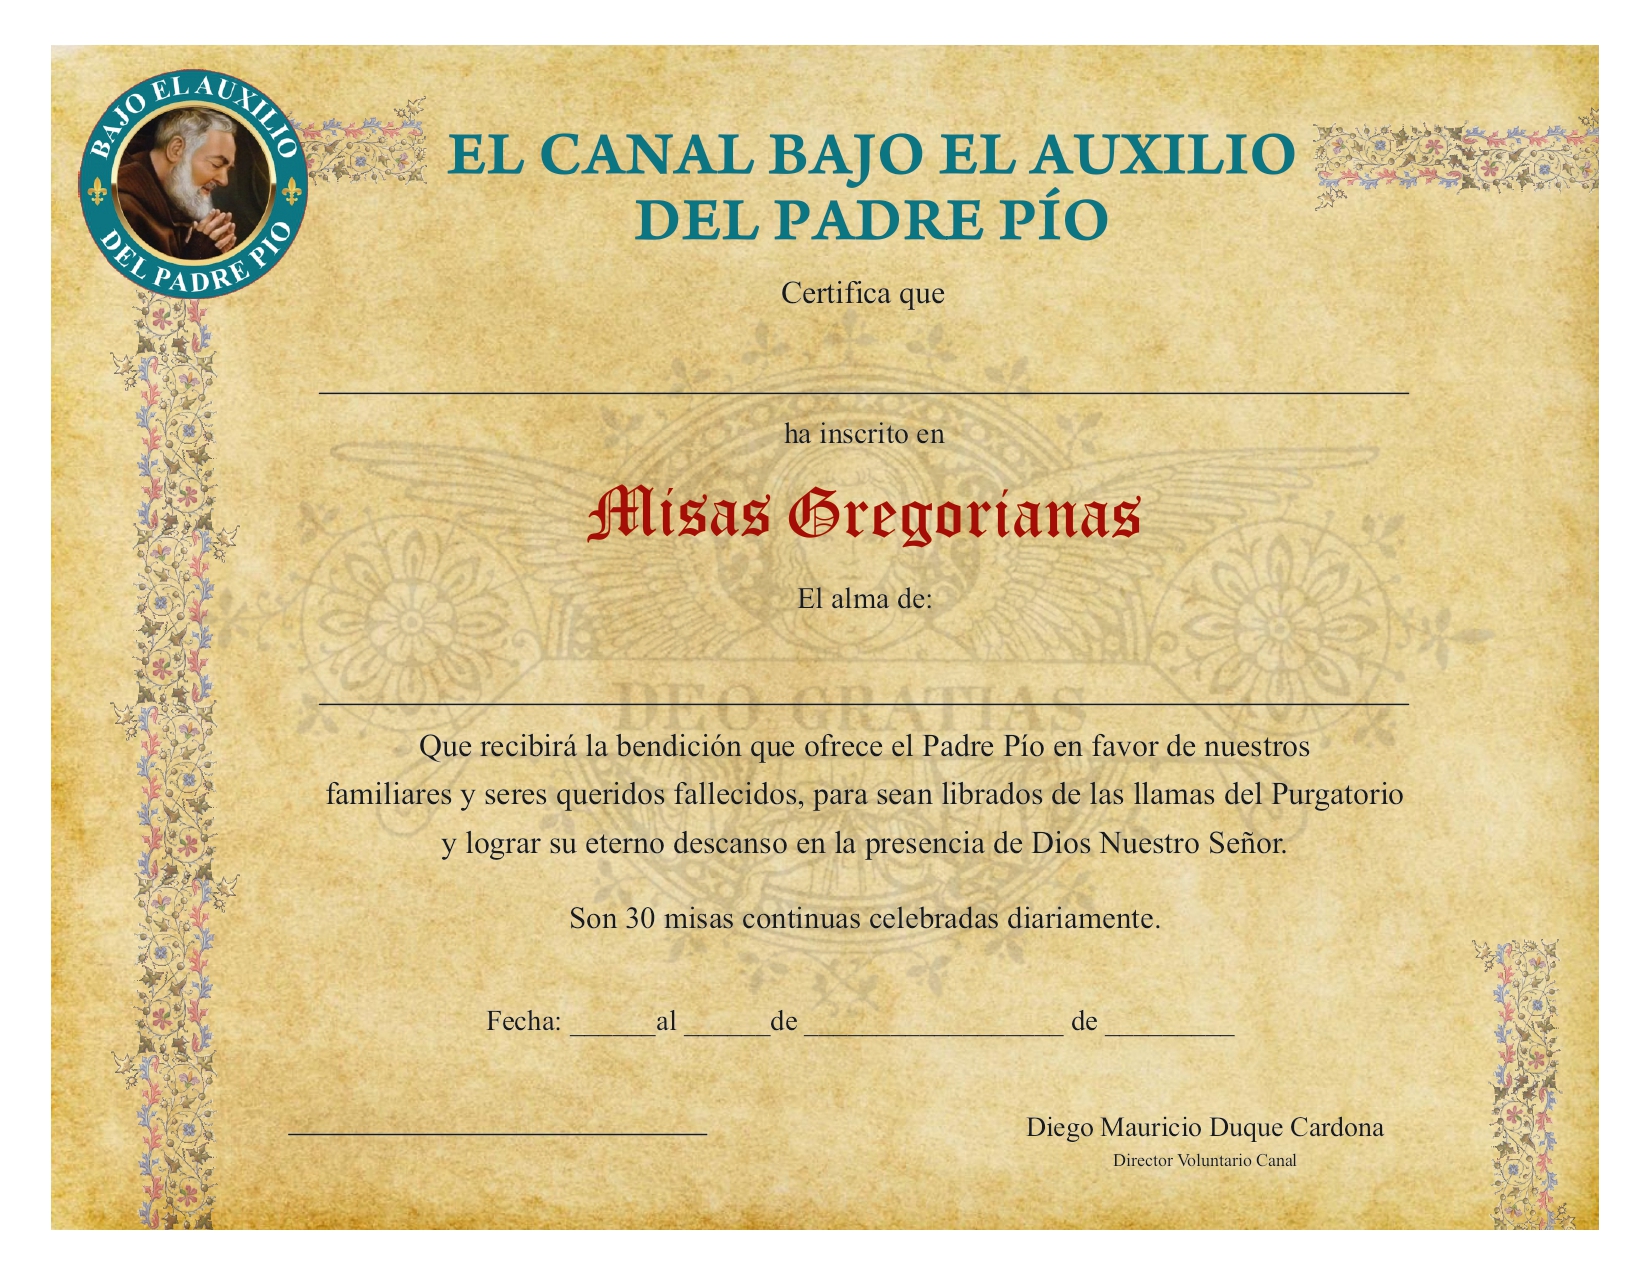 BAJO EL AUXILIO
DEL PADRE PIO
EL CANAL BAJO EL AUXILIO
DEL PADRE PÍO
Certifica que
ha inscrito en
Misas Gregorianas
El alma de:
DEO GRATIAS
Que recibirá la bendición que ofrece el Padre Pío en favor de nuestros
familiares y seres queridos fallecidos, para sean librados de las llamas del Purgatorio
y lograr su eterno descanso en la presencia de Dios Nuestro Señor.
Son 30 misas continuas celebradas diariamente.
Fecha: ______al ______de __________________ de _________
Diego Mauricio Duque Cardona
Director Voluntario Canal